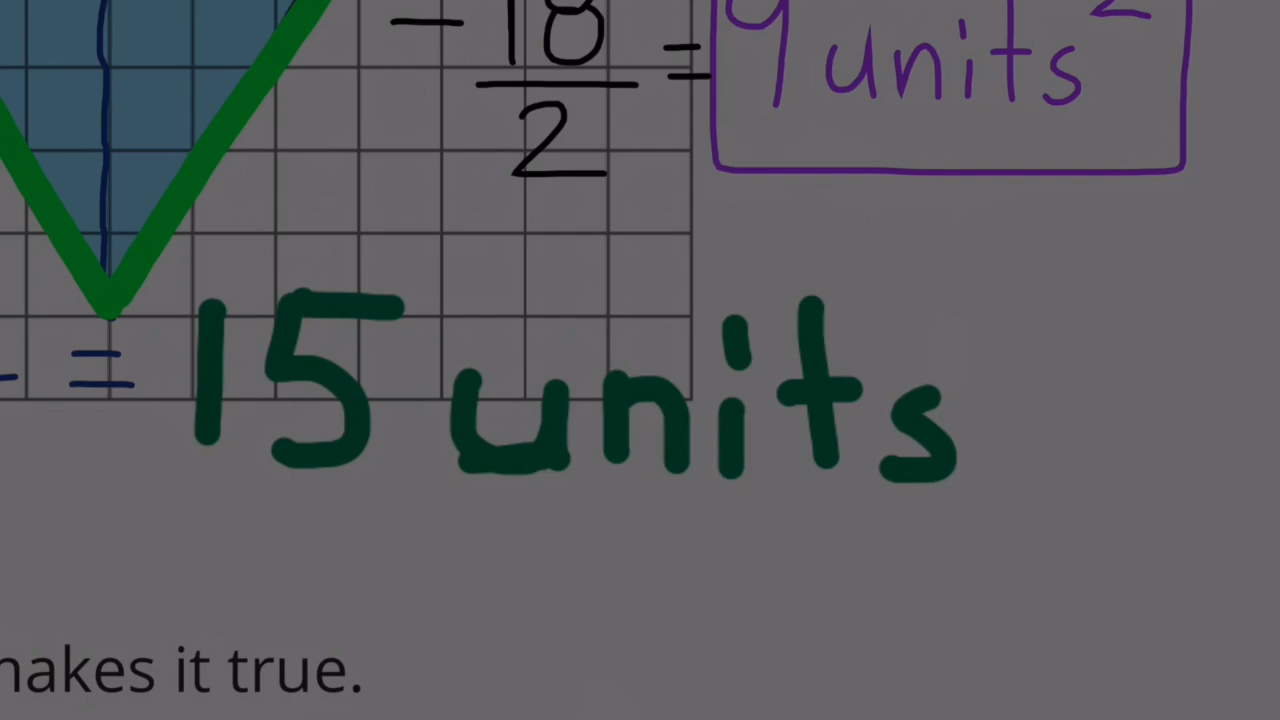 - 18/2 = 9 units²
= 15 units
makes it true.